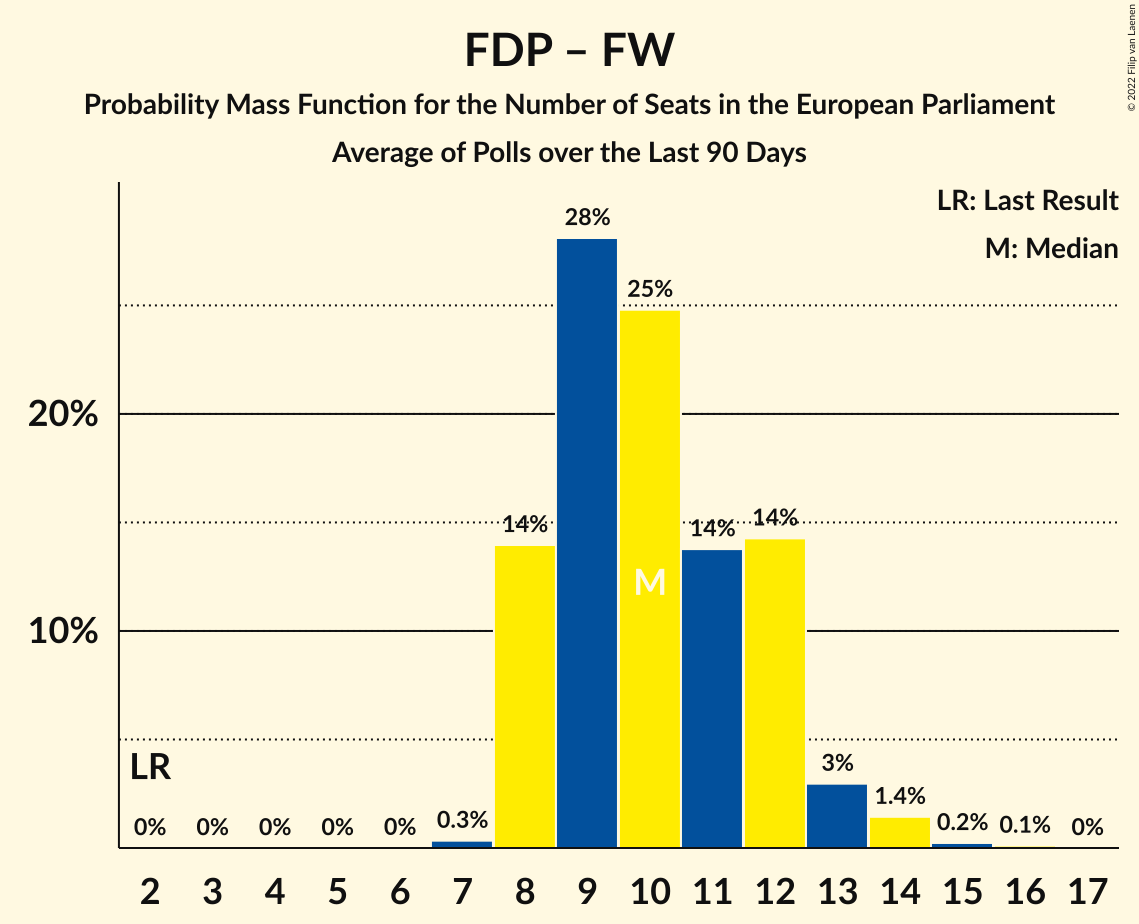 FDP – FW
Probability Mass Function for the Number of Seats in the European Parliament
Average of Polls over the Last 90 Days
© 2022 Filip van Laenen
LR: Last Result
M: Median
28%
25%
20%
14%
14%
14%
M
10%
LR
3%
1.4%
0%
0%
0%
0%
0%
0.3%
0.2%
0.1%
0%
2 3 4 5 6 7 8 9 10 11 12 13 14 15 16 17